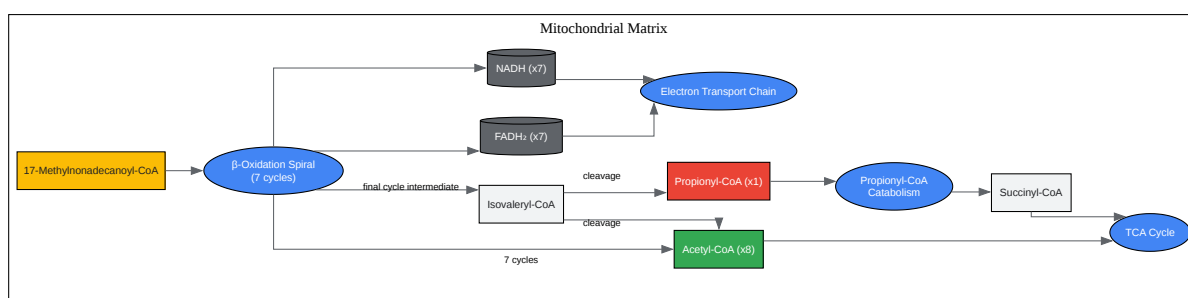 Mitochondrial Matrix
NADH (x7)
Electron Transport Chain
FADH₂ (x7)
17-Methylnonadecanoyl-CoA
β-Oxidation Spiral
(7 cycles)
final cycle intermediate
Isovaleryl-CoA
cleavage
cleavage
Propionyl-CoA (x1)
Propionyl-CoA
Catabolism
Succinyl-CoA
7 cycles
Acetyl-CoA (x8)
TCA Cycle